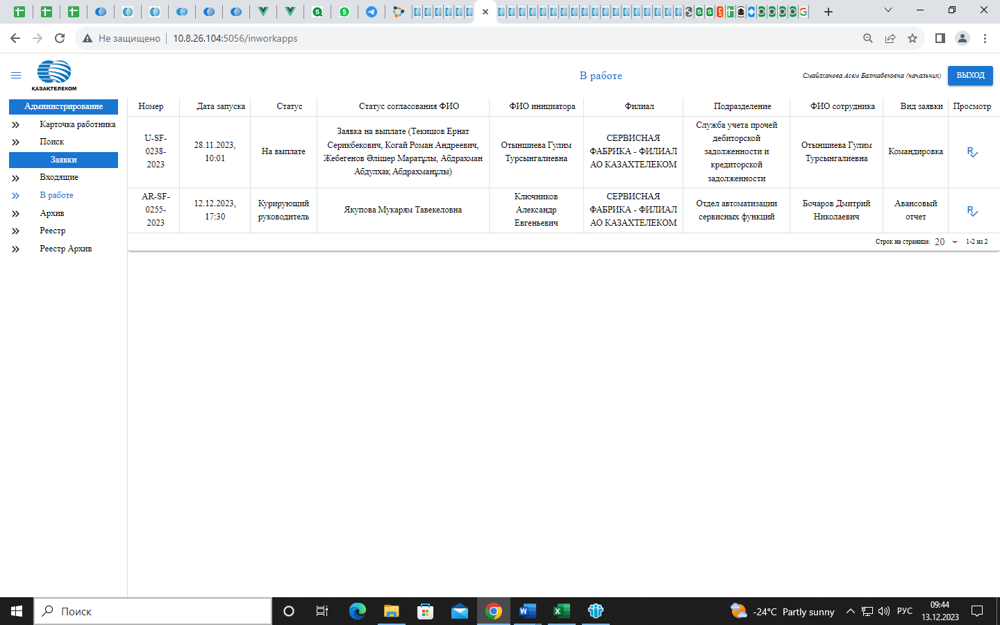 Не защищено
10.8.26.104:5056/inworkapps
ҚАЗАҚТЕЛЕКОМ
В работе
Смайлханова Асем Балтабековна (начальник)
ВЫХОД
Администрирование
Карточка работника
Поиск
Заявки
Входящие
В работе
Архив
Реестр
Реестр Архив
Номер
Дата запуска
Статус
Статус согласования ФИО
ФИО инициатора
Филиал
Подразделение
ФИО сотрудника
Вид заявки
Просмотр
U-SF-
0238-
2023
28.11.2023,
10:01
На выплате
Заявка на выплате (Текишов Ернат
Серикбекович, Когай Роман Андреевич,
Жебегенов Әлішер Маратұлы, Абдрахман
Абдулхақ Абдрахманұлы)
Отыншиева Гулим
Турсынгалиевна
СЕРВИСНАЯ
ФАБРИКА - ФИЛИАЛ
АО КАЗАХТЕЛЕКОМ
Служба учета прочей
дебиторской
задолженности и
кредиторской
задолженности
Отыншиева Гулим
Турсынгалиевна
Командировка
AR-SF-
0255-
2023
12.12.2023,
17:30
Курирующий
руководитель
Якупова Мукарям Тавекеловна
Ключников
Александр
Евгеньевич
СЕРВИСНАЯ
ФАБРИКА - ФИЛИАЛ
АО КАЗАХТЕЛЕКОМ
Отдел автоматизации
сервисных функций
Бочаров Дмитрий
Николаевич
Авансовый
отчет
Строк на странице: 20 1-2 из 2
Поиск
-24°C Partly sunny
РУС
09:44
13.12.2023